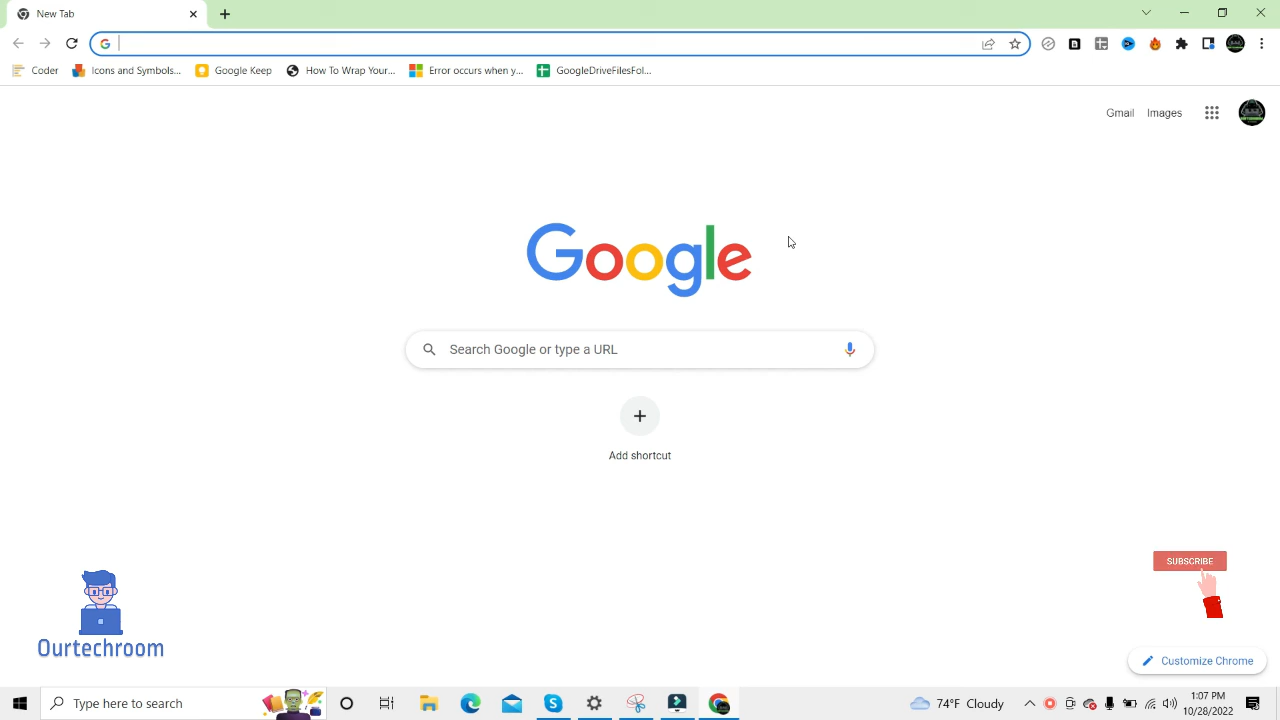 New Tab
Coder
Icons and Symbols...
Google Keep
How To Wrap Your...
Error occurs when y...
GoogleDriveFilesFol...
Gmail
Images
Google
Search Google or type a URL
Add shortcut
SUBSCRIBE
Ourtechroom
Customize Chrome
Type here to search
74°F Cloudy
1:07 PM
10/28/2022